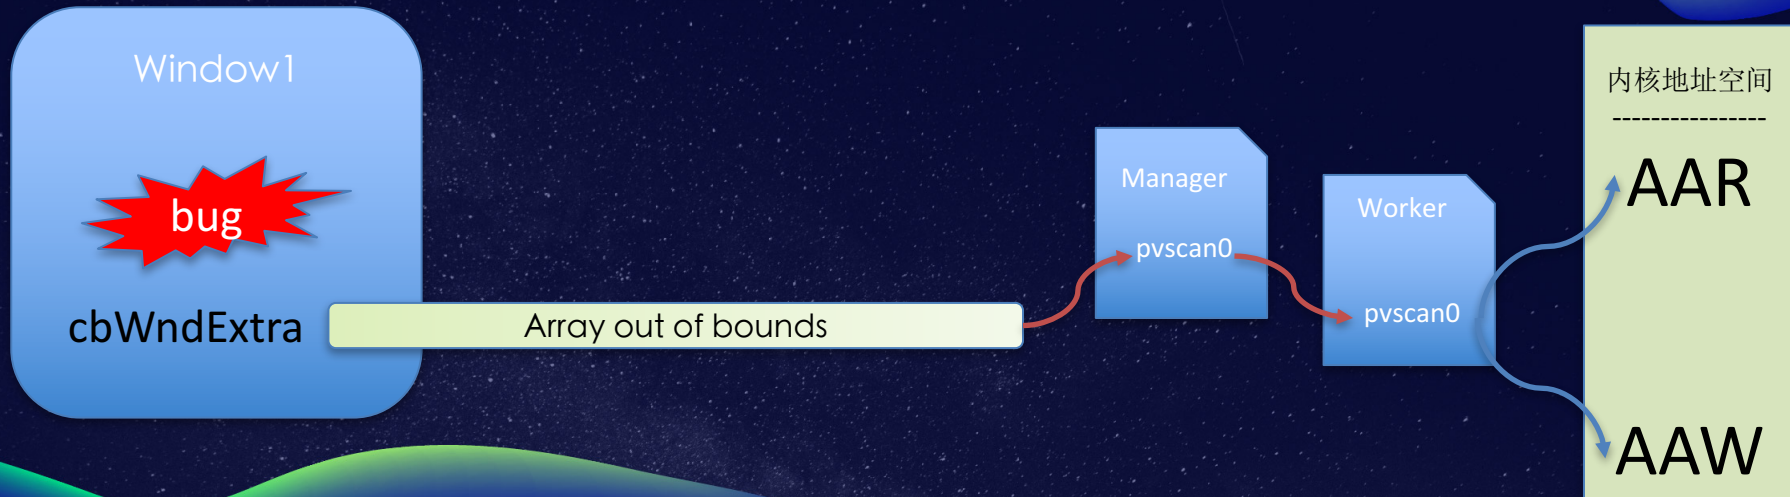 Window1
bug
cbWndExtra
Array out of bounds
Manager
pvscan0
Worker
pvscan0
内核地址空间
----------------
AAR
AAW